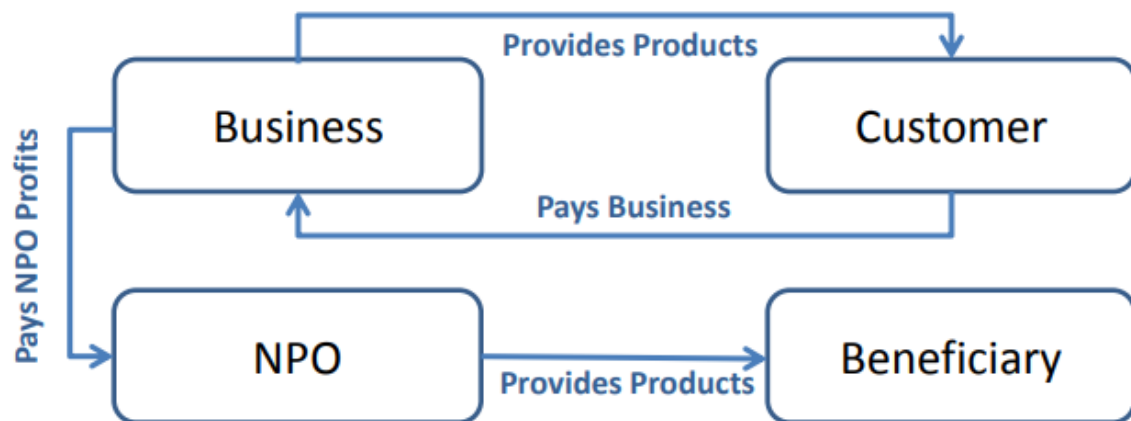 Provides Products
Business
Customer
Pays Business
Pays NPO Profits
NPO
Beneficiary
Provides Products